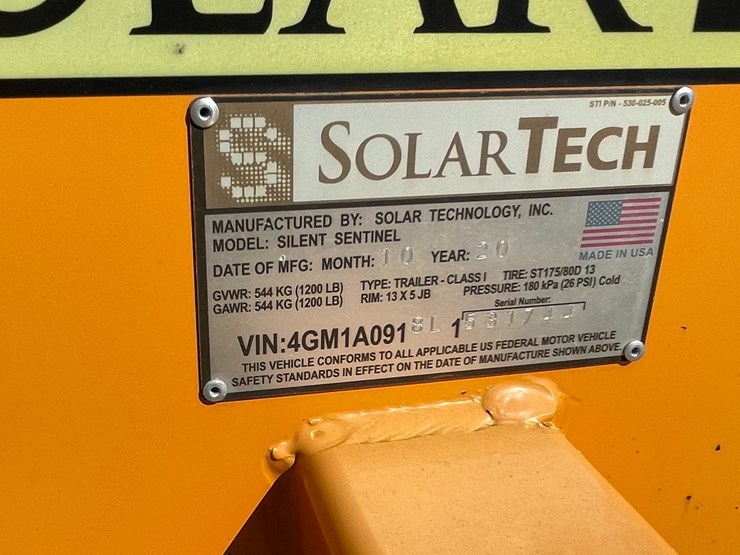 STI P/N - 530-025-005
SOLARTECH
MANUFACTURED BY: SOLAR TECHNOLOGY, INC.
MODEL: SILENT SENTINEL
MADE IN USA
DATE OF MFG: MONTH: 10 YEAR: 20
GVWR: 544 KG (1200 LB) TYPE: TRAILER - CLASS I TIRE: ST175/80D 13
GAWR: 544 KG (1200 LB) RIM: 13 X 5 JB PRESSURE: 180 kPa (26 PSI) Cold
Serial Number:
VIN:4GM1A091 1
THIS VEHICLE CONFORMS TO ALL APPLICABLE US FEDERAL MOTOR VEHICLE
SAFETY STANDARDS IN EFFECT ON THE DATE OF MANUFACTURE SHOWN ABOVE.